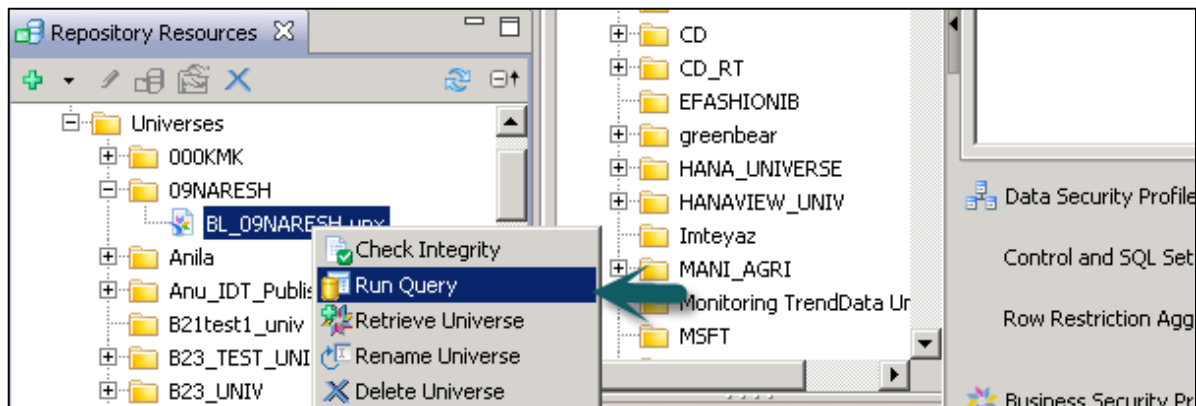 Repository Resources
Universes
000KMK
09NARESH
BL_09NARESH.unx
Anila
Anu_IDT_Publis
B21test1_univ
B23_TEST_UNI
B23_UNIV
Check Integrity
Run Query
Retrieve Universe
Rename Universe
Delete Universe
CD
CD_RT
EFASHIONIB
greenbear
HANA_UNIVERSE
HANAVIEW_UNIV
Imteyaz
MANI_AGRI
Monitoring TrendData Un
MSFT
Data Security Profile
Control and SQL Set
Row Restriction Agg
Business Security Pr